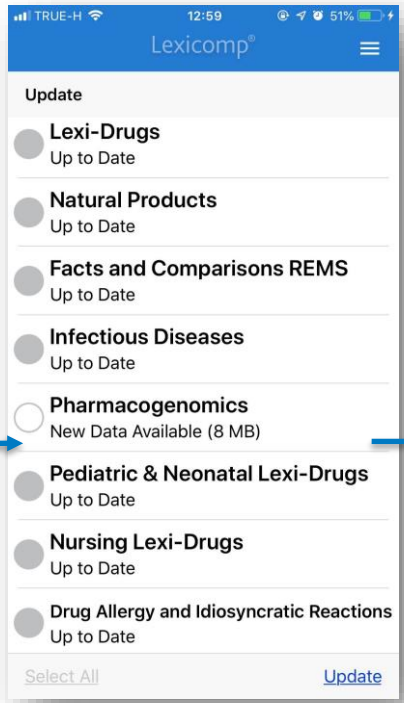 TRUE-H 12:59 51%
Lexicomp®
Update
Lexi-Drugs
Up to Date
Natural Products
Up to Date
Facts and Comparisons REMS
Up to Date
Infectious Diseases
Up to Date
Pharmacogenomics
New Data Available (8 MB)
Pediatric & Neonatal Lexi-Drugs
Up to Date
Nursing Lexi-Drugs
Up to Date
Drug Allergy and Idiosyncratic Reactions
Up to Date
Select All Update